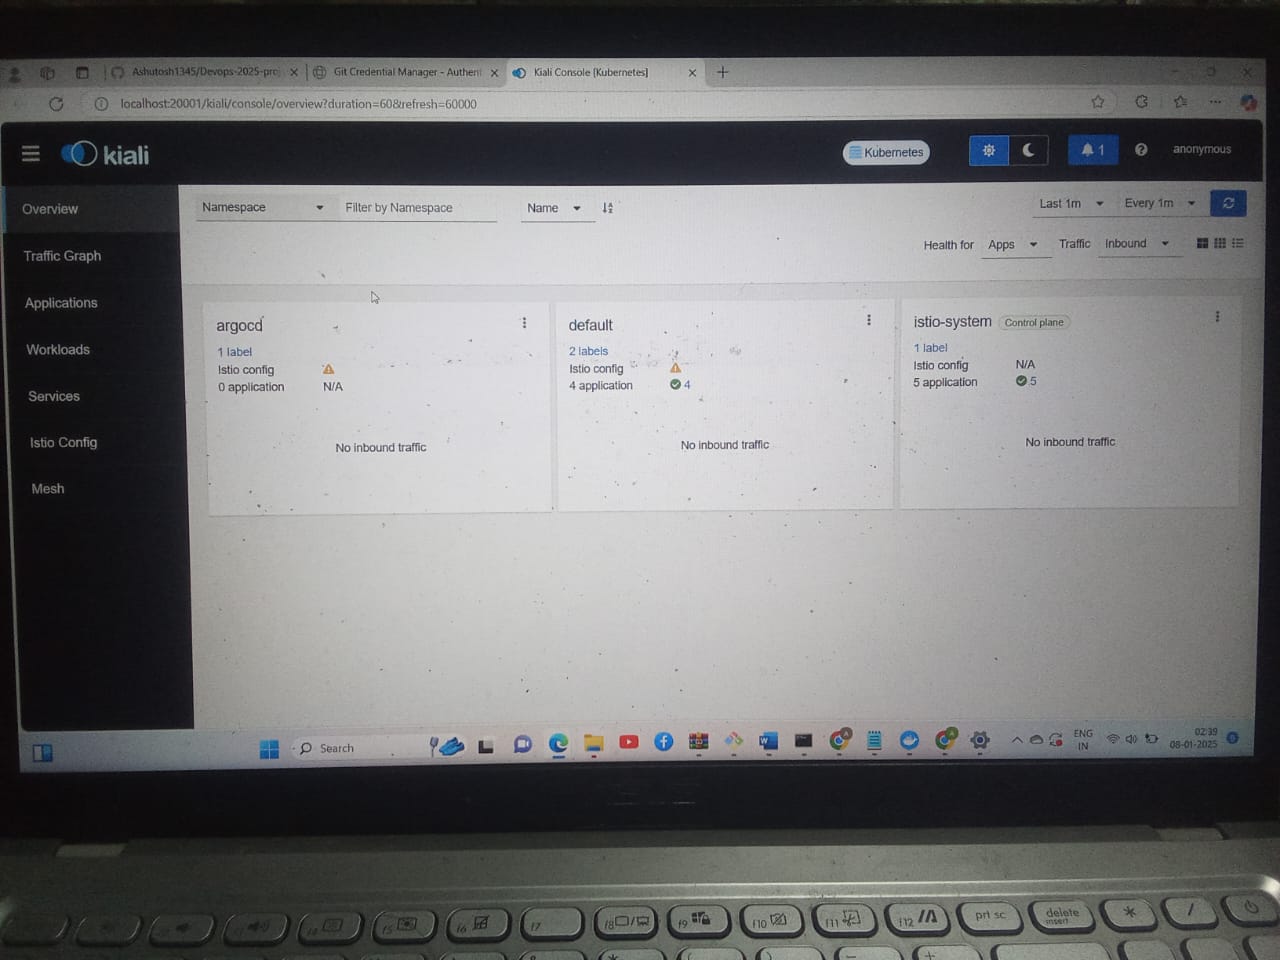 Ashutosh1345/Devops-2025-proj
Git Credential Manager - Authent
Kiali Console [Kubernetes]
localhost:20001/kiali/console/overview?duration=60&refresh=60000
kiali
Kubernetes
1
anonymous
Overview
Traffic Graph
Applications
Workloads
Services
Istio Config
Mesh
Namespace
Filter by Namespace
Name
Last 1m
Every 1m
Health for
Apps
Traffic
Inbound
argocd
1 label
Istio config
0 application N/A
No inbound traffic
default
2 labels
Istio config
4 application 4
No inbound traffic
istio-system Control plane
1 label
Istio config N/A
5 application 5
No inbound traffic
Search
ENG
IN
02:39
08-01-2025
f5
f6
f7
f8
f9
f10
f11
f12
prt sc
delete
insert
*
/